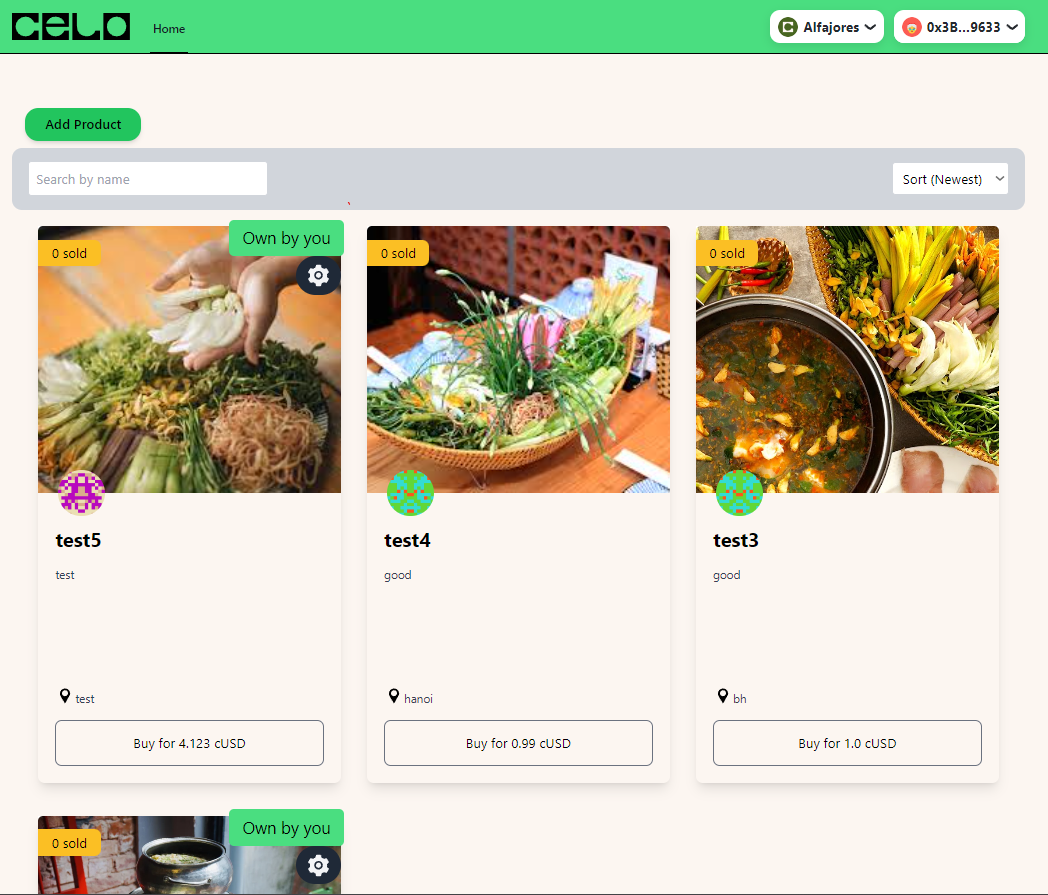 CELO
Home
Alfajores
0x3B...9633
Add Product
Search by name
Sort (Newest)
0 sold
Own by you
0 sold
0 sold
test5
test
test
Buy for 4.123 cUSD
test4
good
hanoi
Buy for 0.99 cUSD
test3
good
bh
Buy for 1.0 cUSD
0 sold
Own by you